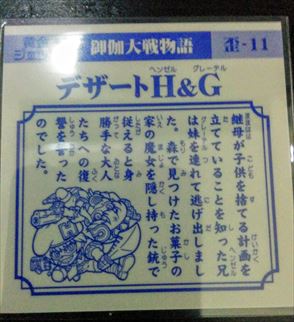 御伽大戦物語
歪-11
ヘンゼル グレーテル
デザートH&G
継母が子供を捨てる計画を
立てていることを知った兄
は妹を連れて逃げ出しまし
た。森で見つけたお菓子の
家の魔女を隠し持った銃で
従えると身
勝手な大人
たちへの復
讐を誓った
のでした。